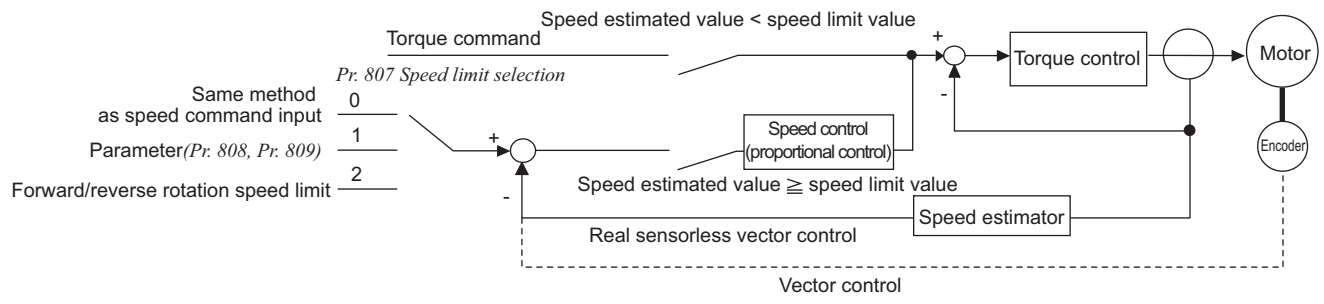 Speed estimated value < speed limit value
Torque command
+
Torque control
Motor
Pr. 807 Speed limit selection
-
Same method
as speed command input
0
1
Parameter(Pr. 808, Pr. 809)
2
Forward/reverse rotation speed limit
+
-
Speed control
(proportional control)
Encoder
Speed estimated value ≧ speed limit value
Speed estimator
Real sensorless vector control
Vector control